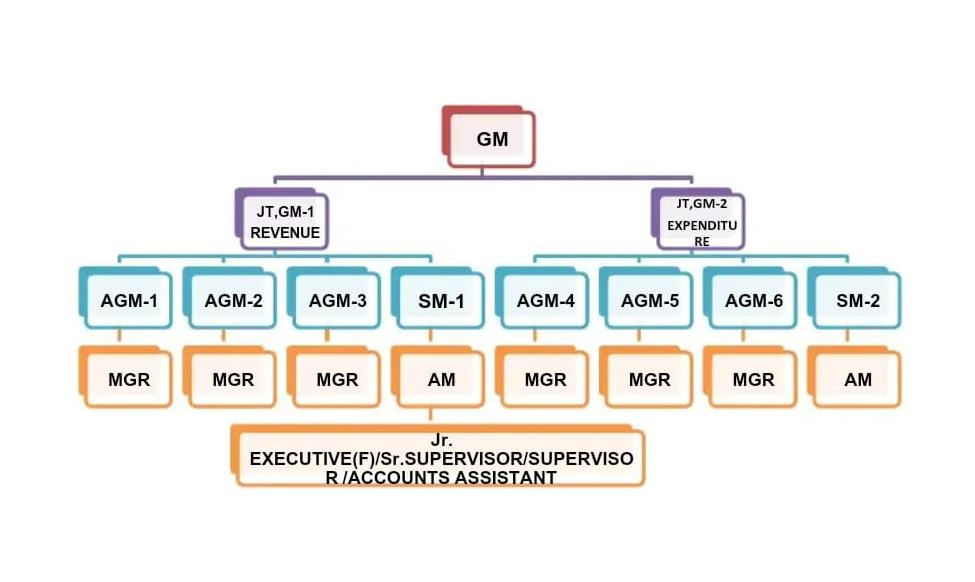 GM
JT,GM-1
REVENUE
JT,GM-2
EXPENDITU
RE
AGM-1
AGM-2
AGM-3
SM-1
AGM-4
AGM-5
AGM-6
SM-2
MGR
MGR
MGR
AM
MGR
MGR
MGR
AM
Jr.
EXECUTIVE(F)/Sr.SUPERVISOR/SUPERVISO
R /ACCOUNTS ASSISTANT